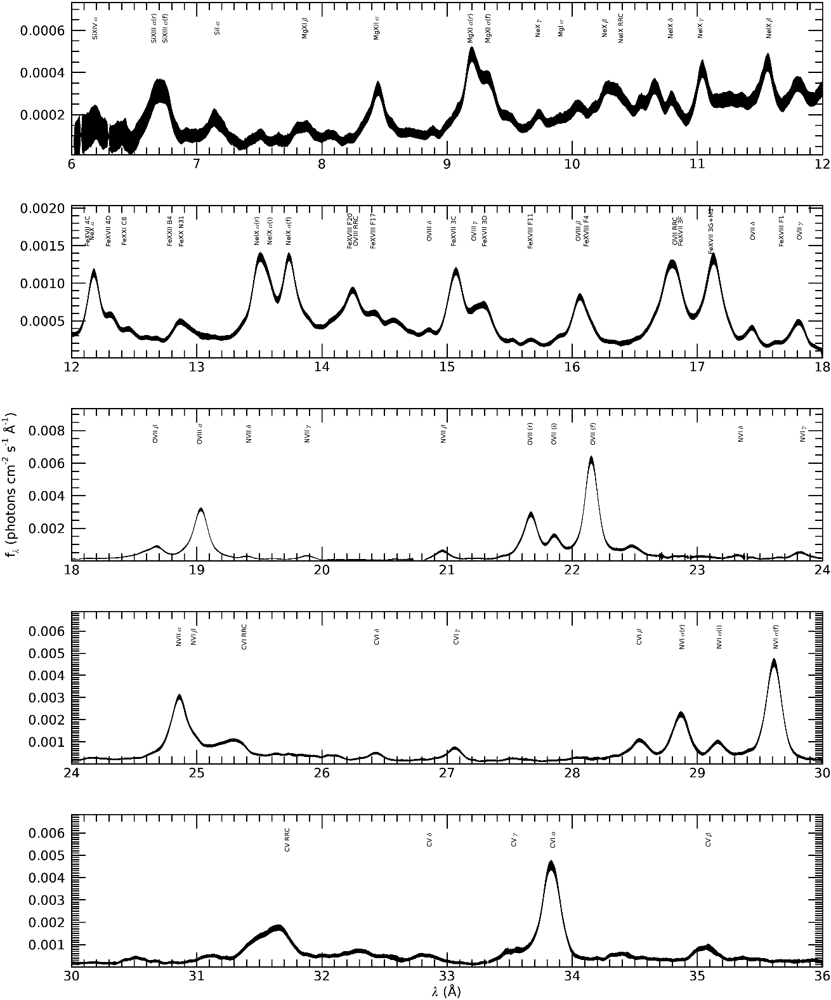 SiXIV α
SiXIII α(r)
SiXIII α(f)
SiI α
MgXI β
MgXII α
MgXI α(r)
MgXI α(f)
NeX γ
MgI α
NeX β
NeIX RRC
NeIX δ
NeIX γ
NeIX β
0.0006
0.0004
0.0002
6 7 8 9 10 11 12
FeXVII 4C
NeX α
FeXVII 4D
FeXXI C8
FeXXII B4
FeXX N31
NeIX α(r)
NeIX α(i)
NeIX α(f)
FeXVIII F20
OVIII RRC
FeXVIII F17
OVIII δ
FeXVII 3C
OVIII γ
FeXVII 3D
FeXVIII F11
OVIII β
FeXVIII F4
OVII RRC
FeXVII 3F
FeXVII 3G+M2
OVII δ
FeXVIII F1
OVII γ
0.0020
0.0015
0.0010
0.0005
12 13 14 15 16 17 18
OVII β
OVIII α
NVII δ
NVII γ
NVII β
OVII (r)
OVII (i)
OVII (f)
NVI δ
NVI γ
0.008
0.006
0.004
0.002
18 19 20 21 22 23 24
fλ (photons cm⁻² s⁻¹ Å⁻¹)
NVII α
NVI β
CVI RRC
CVI δ
CVI γ
CVI β
NVI α(r)
NVI α(i)
NVI α(f)
0.006
0.005
0.004
0.003
0.002
0.001
24 25 26 27 28 29 30
CV RRC
CV δ
CV γ
CVI α
CV β
0.006
0.005
0.004
0.003
0.002
0.001
30 31 32 33 34 35 36
λ (Å)